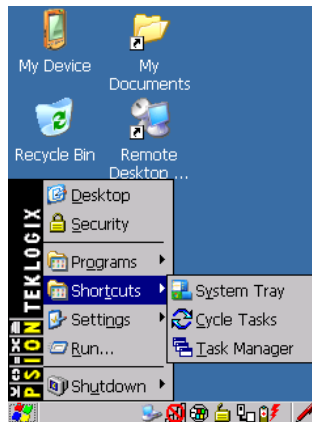 My Device
My
Documents
Recycle Bin
Remote
Desktop ...
PSION TEKLOGIX
Desktop
Security
Programs
Shortcuts
Settings
Run...
Shutdown
System Tray
Cycle Tasks
Task Manager